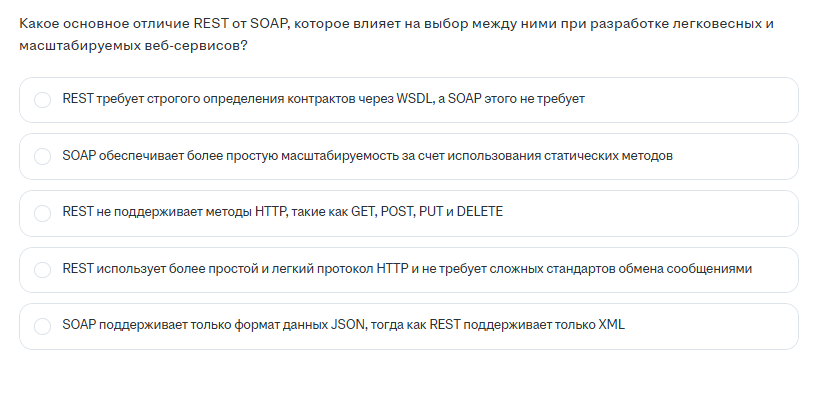 Какое основное отличие REST от SOAP, которое влияет на выбор между ними при разработке легковесных и
масштабируемых веб-сервисов?
REST требует строгого определения контрактов через WSDL, а SOAP этого не требует
SOAP обеспечивает более простую масштабируемость за счет использования статических методов
REST не поддерживает методы HTTP, такие как GET, POST, PUT и DELETE
REST использует более простой и легкий протокол HTTP и не требует сложных стандартов обмена сообщениями
SOAP поддерживает только формат данных JSON, тогда как REST поддерживает только XML